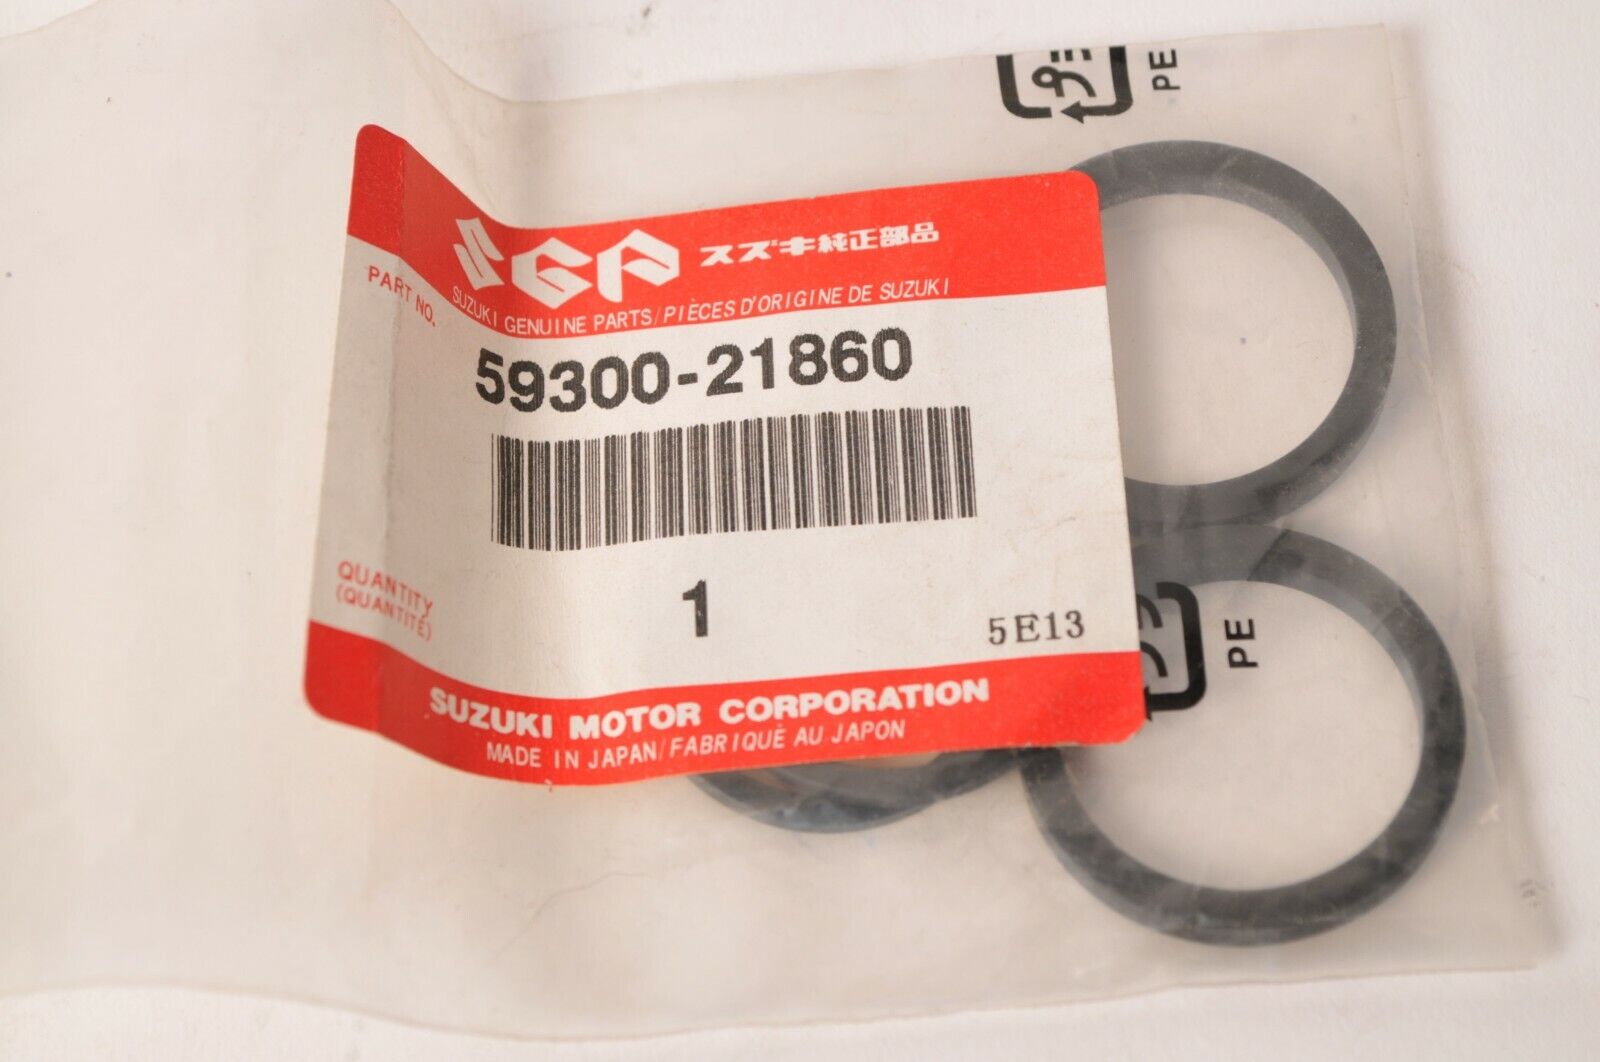 PE
SGP スズキ純正部品
SUZUKI GENUINE PARTS/PIÈCES D'ORIGINE DE SUZUKI
PART NO.
59300-21860
QUANTITY
(QUANTITÉ)
1
5E13
SUZUKI MOTOR CORPORATION
MADE IN JAPAN/FABRIQUÉ AU JAPON
PE